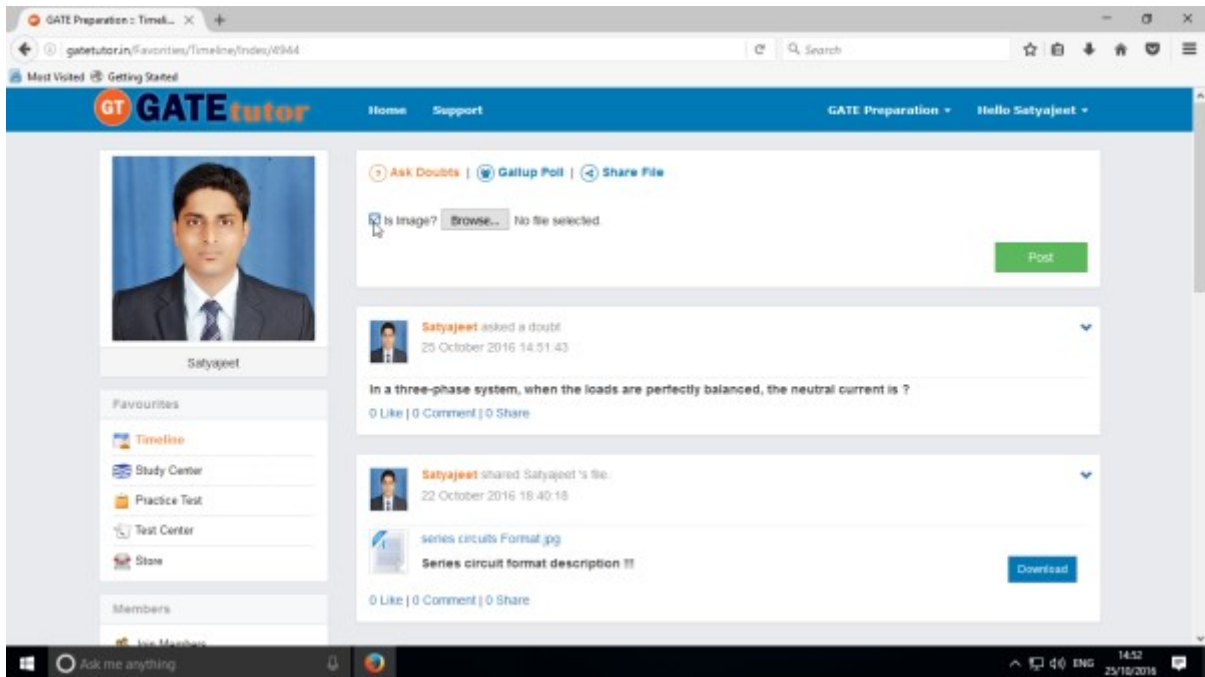 GATE Preparation :: Timeli...
gatetutor.in/Favorities/Timeline/Index/4944
Search
Most Visited Getting Started
GT GATEtutor Home Support GATE Preparation Hello Satyajeet
Ask Doubts | Gallup Poll | Share File
Is Image? Browse... No file selected.
Post
Satyajeet asked a doubt
25 October 2016 14:51:43
In a three-phase system, when the loads are perfectly balanced, the neutral current is ?
0 Like | 0 Comment | 0 Share
Satyajeet shared Satyajeet 's file.
22 October 2016 18:40:18
series circuits Format.jpg
Series circuit format description !!!
Download
0 Like | 0 Comment | 0 Share
Satyajeet
Favourites
Timeline
Study Center
Practice Test
Test Center
Store
Members
Join Members
Ask me anything
ENG
14:52
25/10/2016